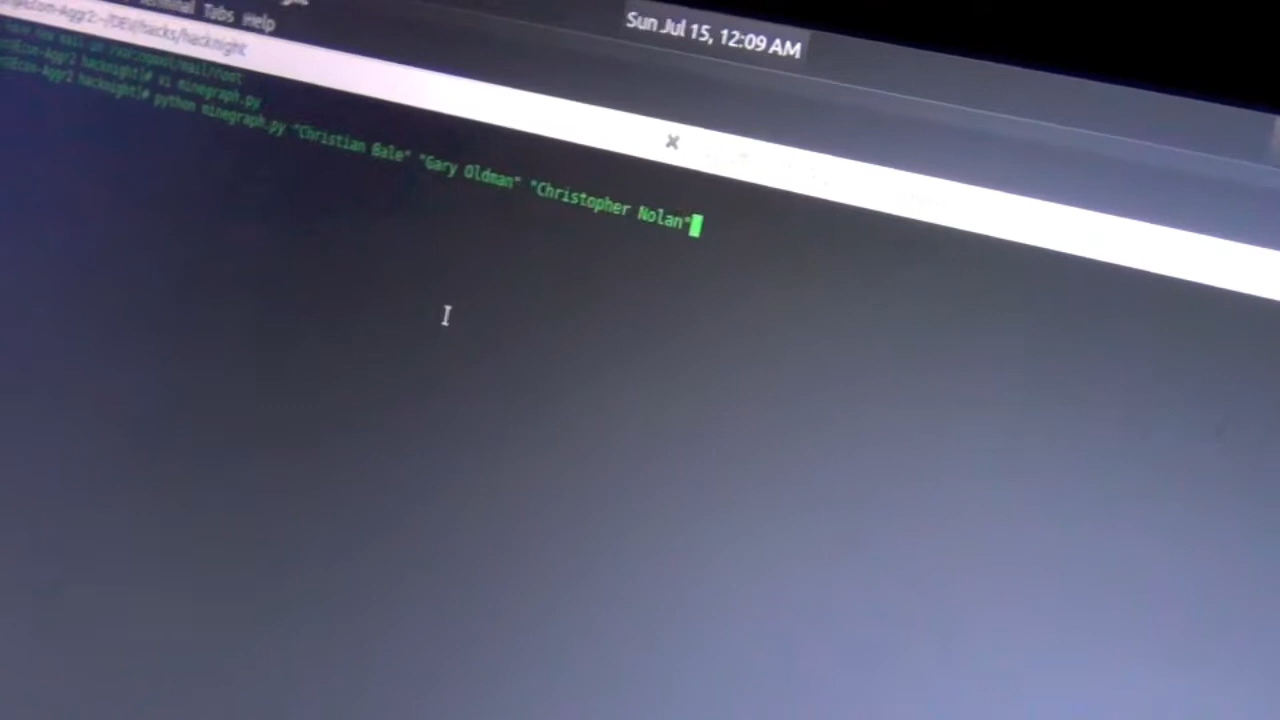 Terminal Tabs Help
Sun Jul 15, 12:09 AM
hacks/hacknight
hacknight]# vi minegraph.py
hacknight]# python minegraph.py "Christian Bale" "Gary Oldman" "Christopher Nolan"